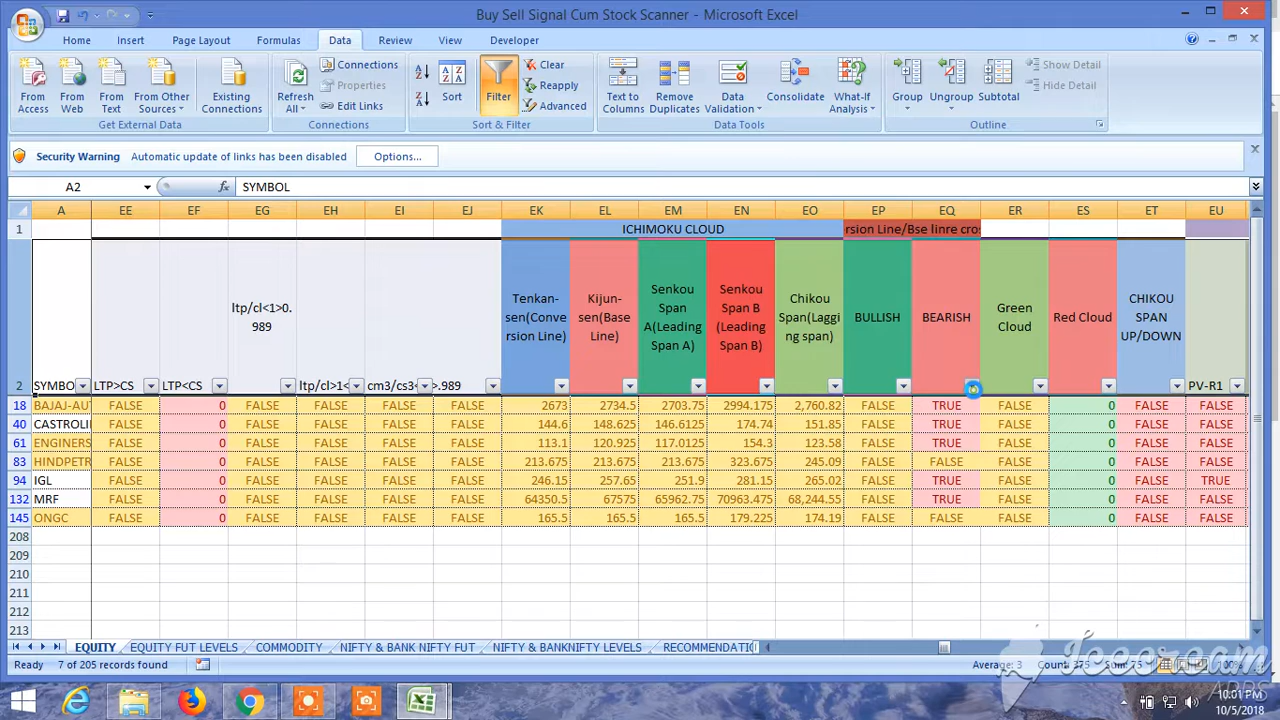 Buy Sell Signal Cum Stock Scanner - Microsoft Excel
Home Insert Page Layout Formulas Data Review View Developer
From Access From Web From Text From Other Sources Existing Connections
Get External Data
Refresh All Connections Properties Edit Links
Connections
Sort Filter Clear Reapply Advanced
Sort & Filter
Text to Columns Remove Duplicates Data Validation Consolidate What-If Analysis
Data Tools
Group Ungroup Subtotal Show Detail Hide Detail
Outline
Security Warning Automatic update of links has been disabled Options...
A2 fx SYMBOL
A EE EF EG EH EI EJ EK EL EM EN EO EP EQ ER ES ET EU
1 ICHIMOKU CLOUD rsion Line/Bse linre cros
2 SYMBO LTP>CS LTP<CS ltp/cl<1>0.989 ltp/cl>1< cm3/cs3< >.989 Tenkan-sen(Conversion Line) Kijun-sen(Base Line) Senkou Span A(Leading Span A) Senkou Span B (Leading Span B) Chikou Span(Lagging span) BULLISH BEARISH Green Cloud Red Cloud CHIKOU SPAN UP/DOWN PV-R1
18 BAJAJ-AUT FALSE 0 FALSE FALSE FALSE FALSE 2673 2734.5 2703.75 2994.175 2,760.82 FALSE TRUE FALSE 0 FALSE FALSE
40 CASTROLI FALSE 0 FALSE FALSE FALSE FALSE 144.6 148.625 146.6125 174.74 151.85 FALSE TRUE FALSE 0 FALSE FALSE
61 ENGINERS FALSE 0 FALSE FALSE FALSE FALSE 113.1 120.925 117.0125 154.3 123.58 FALSE TRUE FALSE 0 FALSE FALSE
83 HINDPETR FALSE 0 FALSE FALSE FALSE FALSE 213.675 213.675 213.675 323.675 245.09 FALSE FALSE FALSE 0 FALSE FALSE
94 IGL FALSE 0 FALSE FALSE FALSE FALSE 246.15 257.65 251.9 281.15 265.02 FALSE TRUE FALSE 0 FALSE TRUE
132 MRF FALSE 0 FALSE FALSE FALSE FALSE 64350.5 67575 65962.75 70963.475 68,244.55 FALSE TRUE FALSE 0 FALSE FALSE
145 ONGC FALSE 0 FALSE FALSE FALSE FALSE 165.5 165.5 165.5 179.225 174.19 FALSE FALSE FALSE 0 FALSE FALSE
208
209
210
211
212
213
EQUITY EQUITY FUT LEVELS COMMODITY NIFTY & BANK NIFTY FUT NIFTY & BANKNIFTY LEVELS RECOMMENDATIO
Ready 7 of 205 records found Average: 3 Count: 375 Sum: 75 100%
Icecream
APPS
10:01 PM
10/5/2018